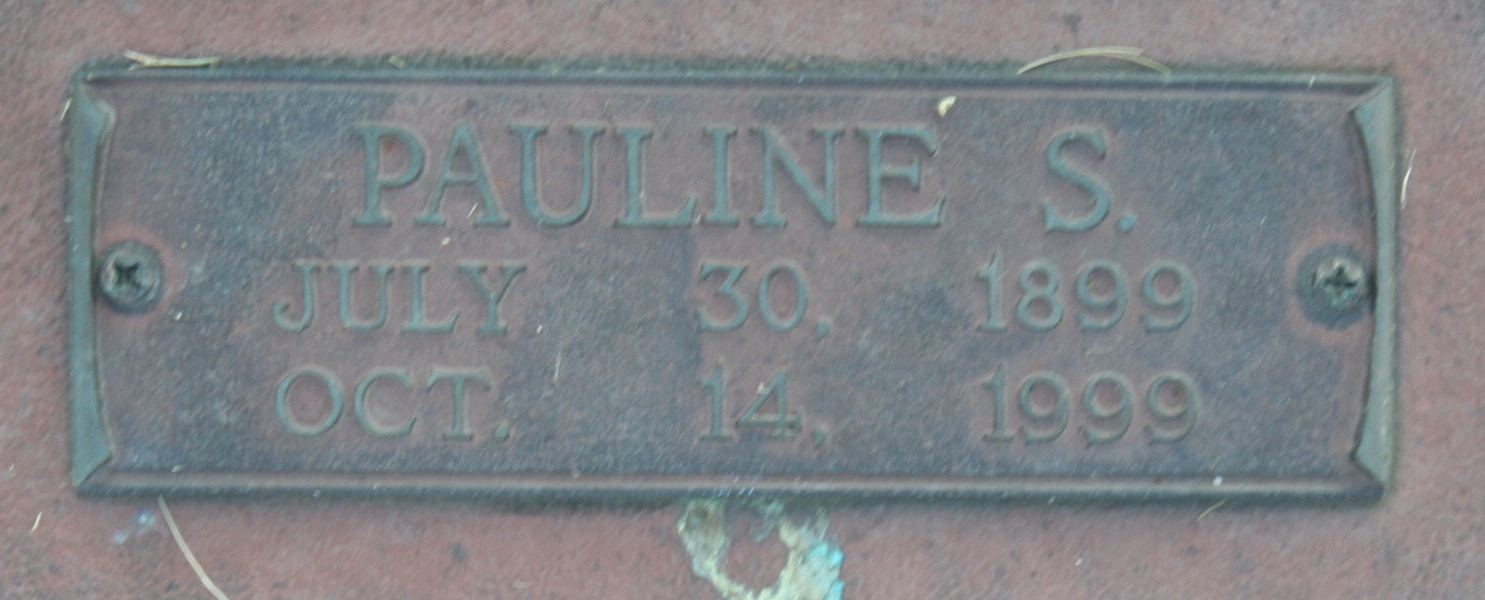 PAULINE S.
JULY 30, 1899
OCT. 14, 1999